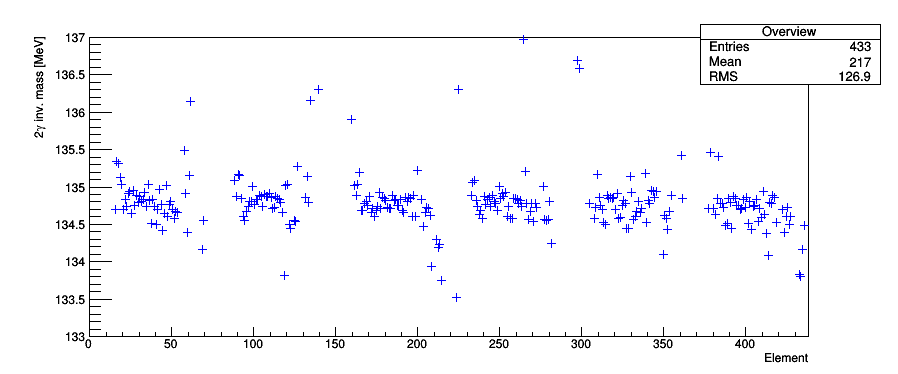 Overview
Entries 433
Mean 217
RMS 126.9
2γ inv. mass [MeV]
137
136.5
136
135.5
135
134.5
134
133.5
133
0 50 100 150 200 250 300 350 400
Element